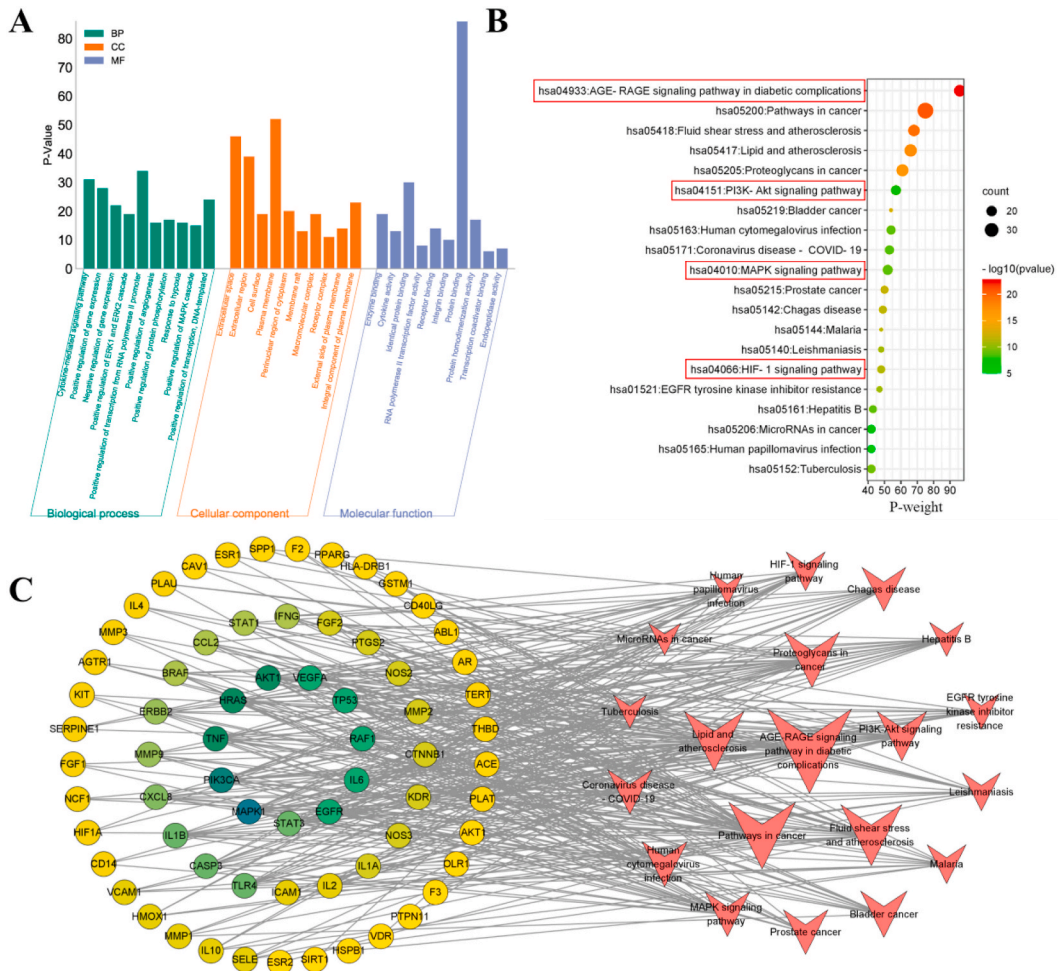 A
BP
CC
MF
P-Value
80
70
60
50
40
30
20
10
0
Cytokine-mediated signaling pathway
Positive regulation of gene expression
Negative regulation of gene expression
Positive regulation of ERK1 and ERK2 cascade
Positive regulation of transcription from RNA polymerase II promoter
Positive regulation of angiogenesis
Positive regulation of protein phosphorylation
Response to hypoxia
Positive regulation of MAPK cascade
Positive regulation of transcription, DNA-templated
Extracellular space
Extracellular region
Cell surface
Plasma membrane
Perinuclear region of cytoplasm
Membrane raft
Macromolecular complex
Receptor complex
External side of plasma membrane
Integral component of plasma membrane
Enzyme binding
Cytokine activity
Identical protein binding
RNA polymerase II transcription factor activity
Receptor binding
Integrin binding
Protein binding
Protein homodimerization activity
Transcription coactivator binding
Endopeptidase activity
Biological process
Cellular component
Molecular function
B
hsa04933:AGE- RAGE signaling pathway in diabetic complications
hsa05200:Pathways in cancer
hsa05418:Fluid shear stress and atherosclerosis
hsa05417:Lipid and atherosclerosis
hsa05205:Proteoglycans in cancer
hsa04151:PI3K- Akt signaling pathway
hsa05219:Bladder cancer
hsa05163:Human cytomegalovirus infection
hsa05171:Coronavirus disease - COVID- 19
hsa04010:MAPK signaling pathway
hsa05215:Prostate cancer
hsa05142:Chagas disease
hsa05144:Malaria
hsa05140:Leishmaniasis
hsa04066:HIF- 1 signaling pathway
hsa01521:EGFR tyrosine kinase inhibitor resistance
hsa05161:Hepatitis B
hsa05206:MicroRNAs in cancer
hsa05165:Human papillomavirus infection
hsa05152:Tuberculosis
40 50 60 70 80 90
P-weight
count
20
30
- log10(pvalue)
20
15
10
5
C
F2
SPP1
ESR1
CAV1
PLAU
IL4
MMP3
AGTR1
KIT
SERPINE1
FGF1
NCF1
HIF1A
CD14
VCAM1
HMOX1
MMP1
IL10
SELE
ESR2
SIRT1
HSPB1
VDR
PTPN11
F3
OLR1
AKT1
PLAT
ACE
THBD
TERT
AR
ABL1
CD40LG
GSTM1
HLA-DRB1
PPARG
IFNG
STAT1
CCL2
BRAF
ERBB2
MMP9
CXCL8
IL1B
CASP3
TLR4
ICAM1
IL2
IL1A
NOS3
KDR
CTNNB1
MMP2
NOS2
PTGS2
FGF2
VEGFA
AKT1
HRAS
TNF
PIK3CA
MAPK1
STAT3
EGFR
IL6
RAF1
TP53
HIF-1 signaling
pathway
Human
papillomavirus
infection
Chagas disease
MicroRNAs in cancer
Hepatitis B
Proteoglycans in
cancer
Tuberculosis
EGFR tyrosine
kinase inhibitor
resistance
Lipid and
atherosclerosis
AGE-RAGE signaling
pathway in diabetic
complications
PI3K-Akt signaling
pathway
Coronavirus disease
- COVID-19
Leishmaniasis
Pathways in cancer
Fluid shear stress
and atherosclerosis
Human
cytomegalovirus
infection
Malaria
MAPK signaling
pathway
Bladder cancer
Prostate cancer